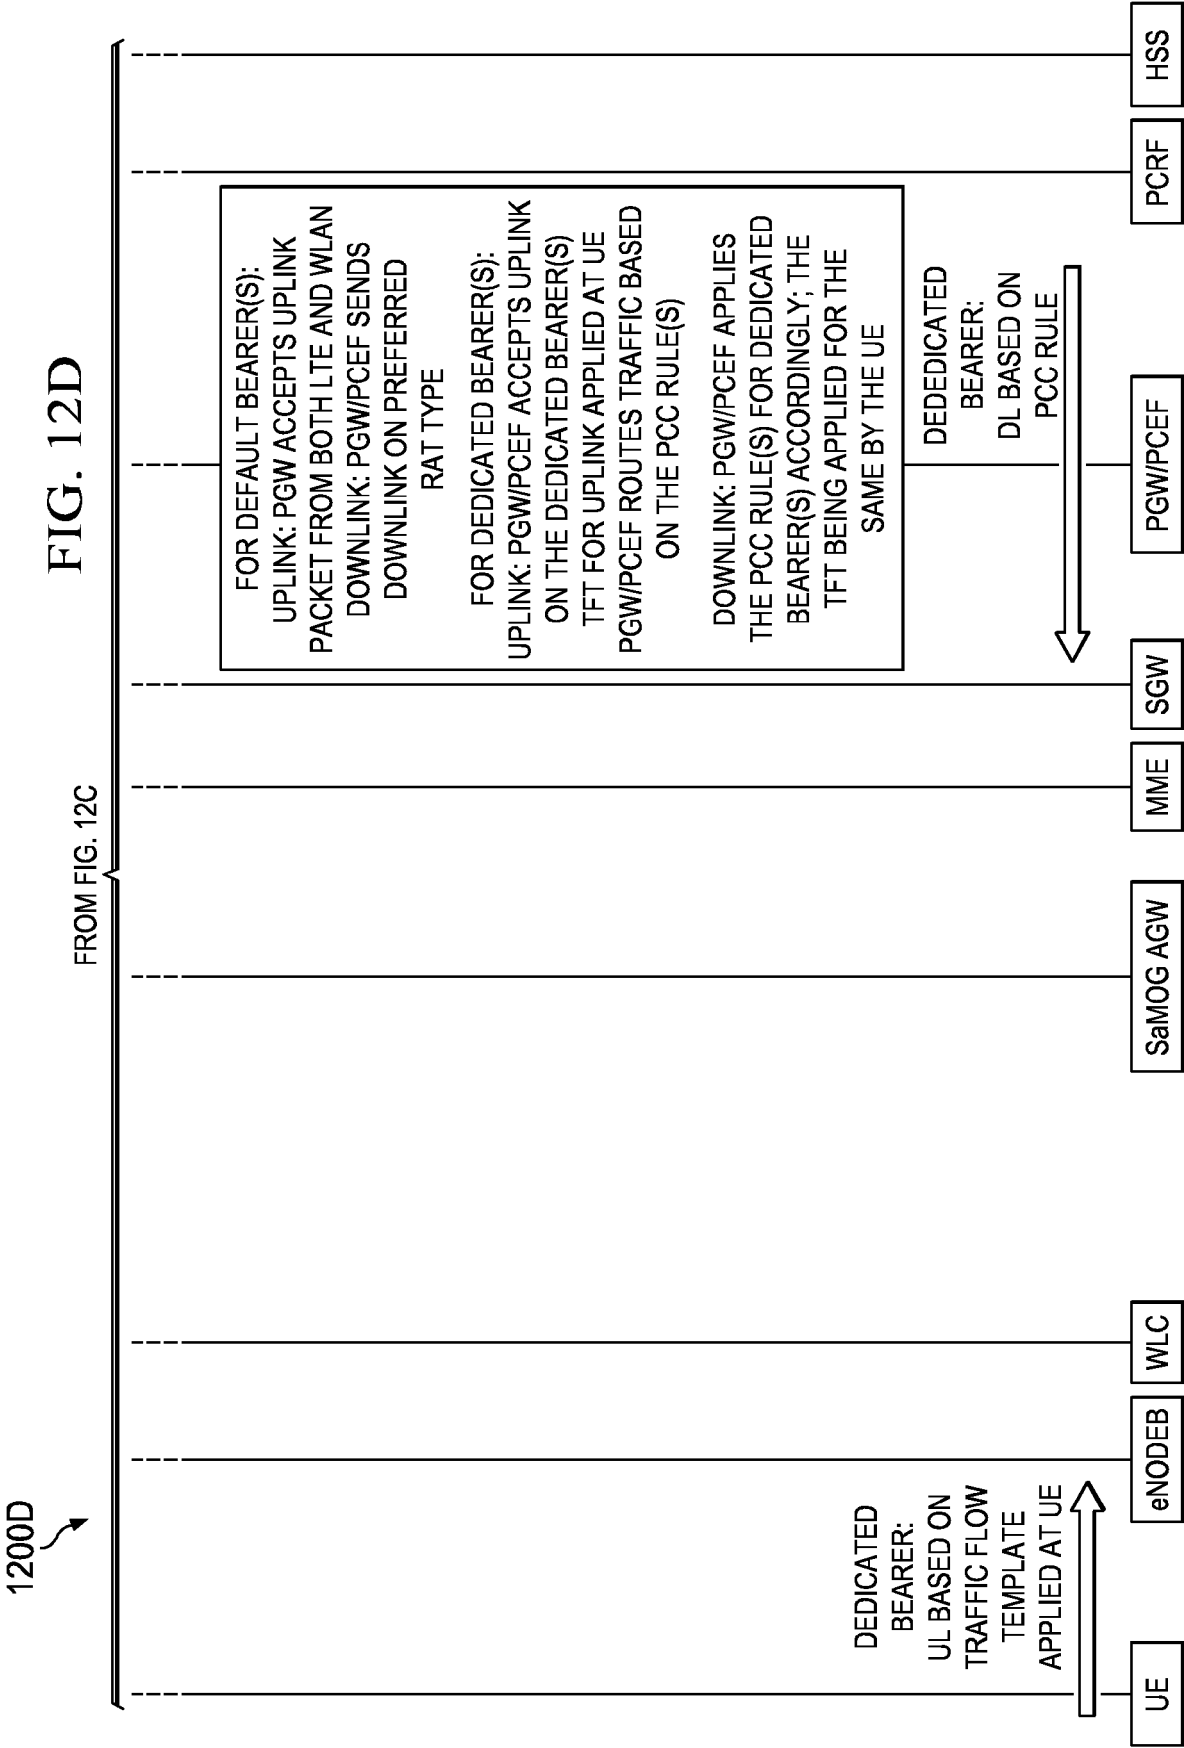 1200D
FIG. 12D
FROM FIG. 12C
FOR DEFAULT BEARER(S):
UPLINK: PGW ACCEPTS UPLINK
PACKET FROM BOTH LTE AND WLAN
DOWNLINK: PGW/PCEF SENDS
DOWNLINK ON PREFERRED
RAT TYPE
FOR DEDICATED BEARER(S):
UPLINK: PGW/PCEF ACCEPTS UPLINK
ON THE DEDICATED BEARER(S)
TFT FOR UPLINK APPLIED AT UE
PGW/PCEF ROUTES TRAFFIC BASED
ON THE PCC RULE(S)
DOWNLINK: PGW/PCEF APPLIES
THE PCC RULE(S) FOR DEDICATED
BEARER(S) ACCORDINGLY; THE
TFT BEING APPLIED FOR THE
SAME BY THE UE
DEDICATED
BEARER:
UL BASED ON
TRAFFIC FLOW
TEMPLATE
APPLIED AT UE
DEDEDICATED
BEARER:
DL BASED ON
PCC RULE
UE
eNODEB
WLC
SaMOG AGW
MME
SGW
PGW/PCEF
PCRF
HSS